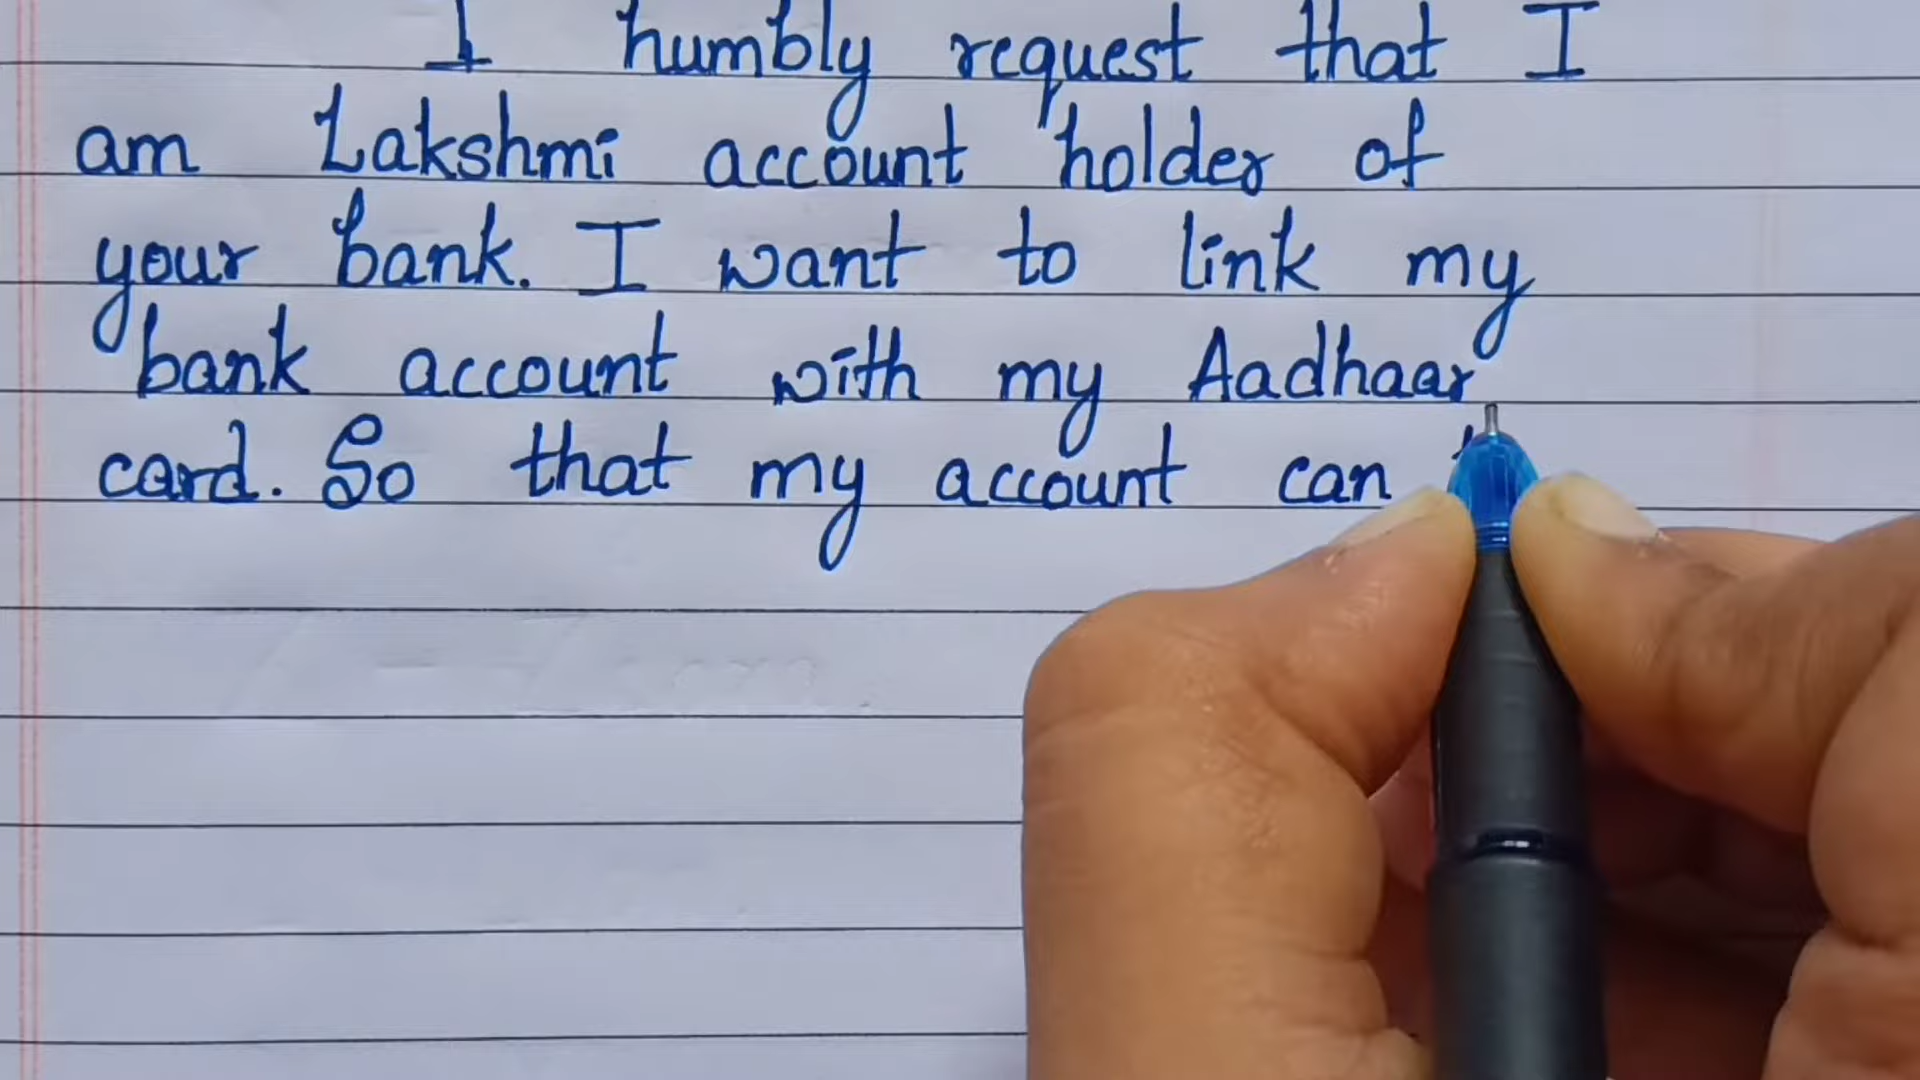 I humbly request that I
am Lakshmi account holder of
your bank. I want to link my
bank account with my Aadhaar
card. So that my account can